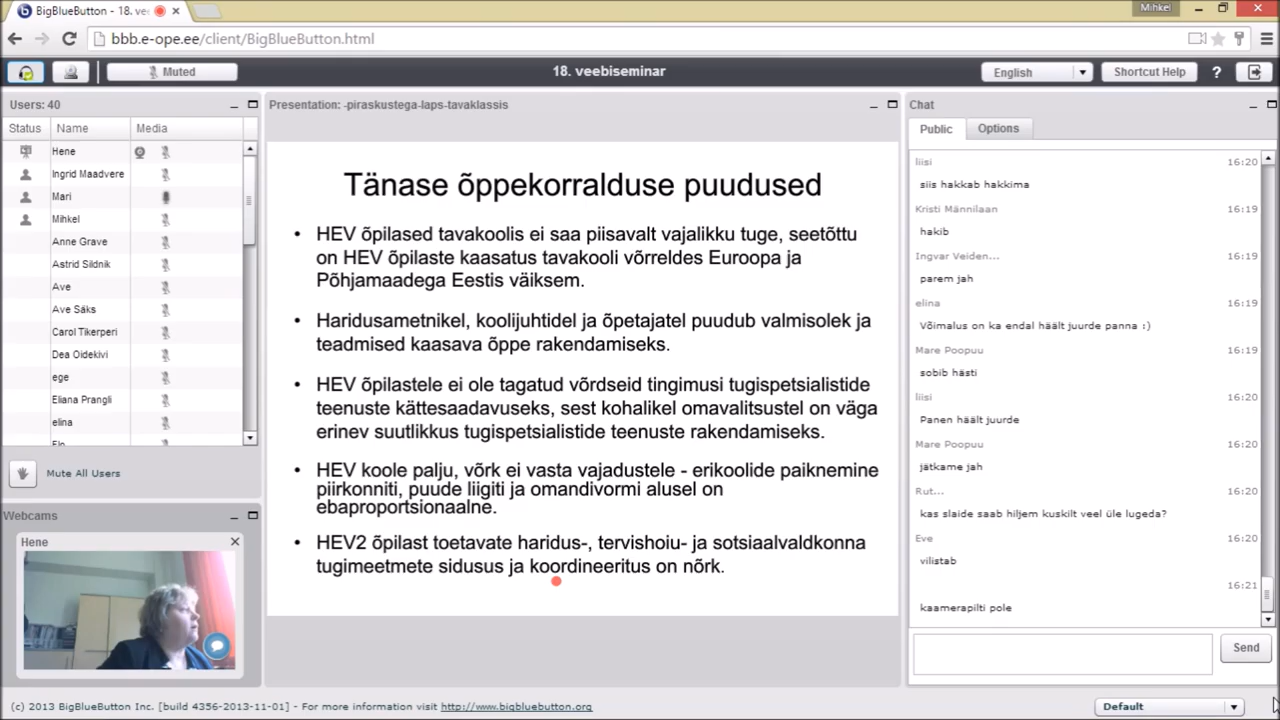 BigBlueButton - 18. ve
Mihkel
bbb.e-ope.ee/client/BigBlueButton.html
Muted
18. veebiseminar
English
Shortcut Help
?
Users: 40
Status Name Media
Hene
Ingrid Maadvere
Mari
Mihkel
Anne Grave
Astrid Sildnik
Ave
Ave Säks
Carol Tikerperi
Dea Oidekivi
ege
Eliana Prangli
elina
Mute All Users
Webcams
Hene
Presentation: -piraskustega-laps-tavaklassis
Tänase õppekorralduse puudused
• HEV õpilased tavakoolis ei saa piisavalt vajalikku tuge, seetõttu
on HEV õpilaste kaasatus tavakooli võrreldes Euroopa ja
Põhjamaadega Eestis väiksem.
• Haridusametnikel, koolijuhtidel ja õpetajatel puudub valmisolek ja
teadmised kaasava õppe rakendamiseks.
• HEV õpilastele ei ole tagatud võrdseid tingimusi tugispetsialistide
teenuste kättesaadavuseks, sest kohalikel omavalitsustel on väga
erinev suutlikkus tugispetsialistide teenuste rakendamiseks.
• HEV koole palju, võrk ei vasta vajadustele - erikoolide paiknemine
piirkonniti, puude liigiti ja omandivormi alusel on
ebaproportsionaalne.
• HEV2 õpilast toetavate haridus-, tervishoiu- ja sotsiaalvaldkonna
tugimeetmete sidusus ja koordineeritus on nõrk.
Chat
Public Options
liisi 16:20
siis hakkab hakkima
Kristi Männilaan 16:19
hakib
Ingvar Veiden... 16:19
parem jah
elina 16:19
Võimalus on ka endal häält juurde panna :)
Mare Poopuu 16:19
sobib hästi
liisi 16:20
Panen häält juurde
Mare Poopuu 16:20
jätkame jah
Rut... 16:20
kas slaide saab hiljem kuskilt veel üle lugeda?
Eve 16:20
vilistab
16:21
kaamerapilti pole
Send
(c) 2013 BigBlueButton Inc. [build 4356-2013-11-01] - For more information visit http://www.bigbluebutton.org
Default